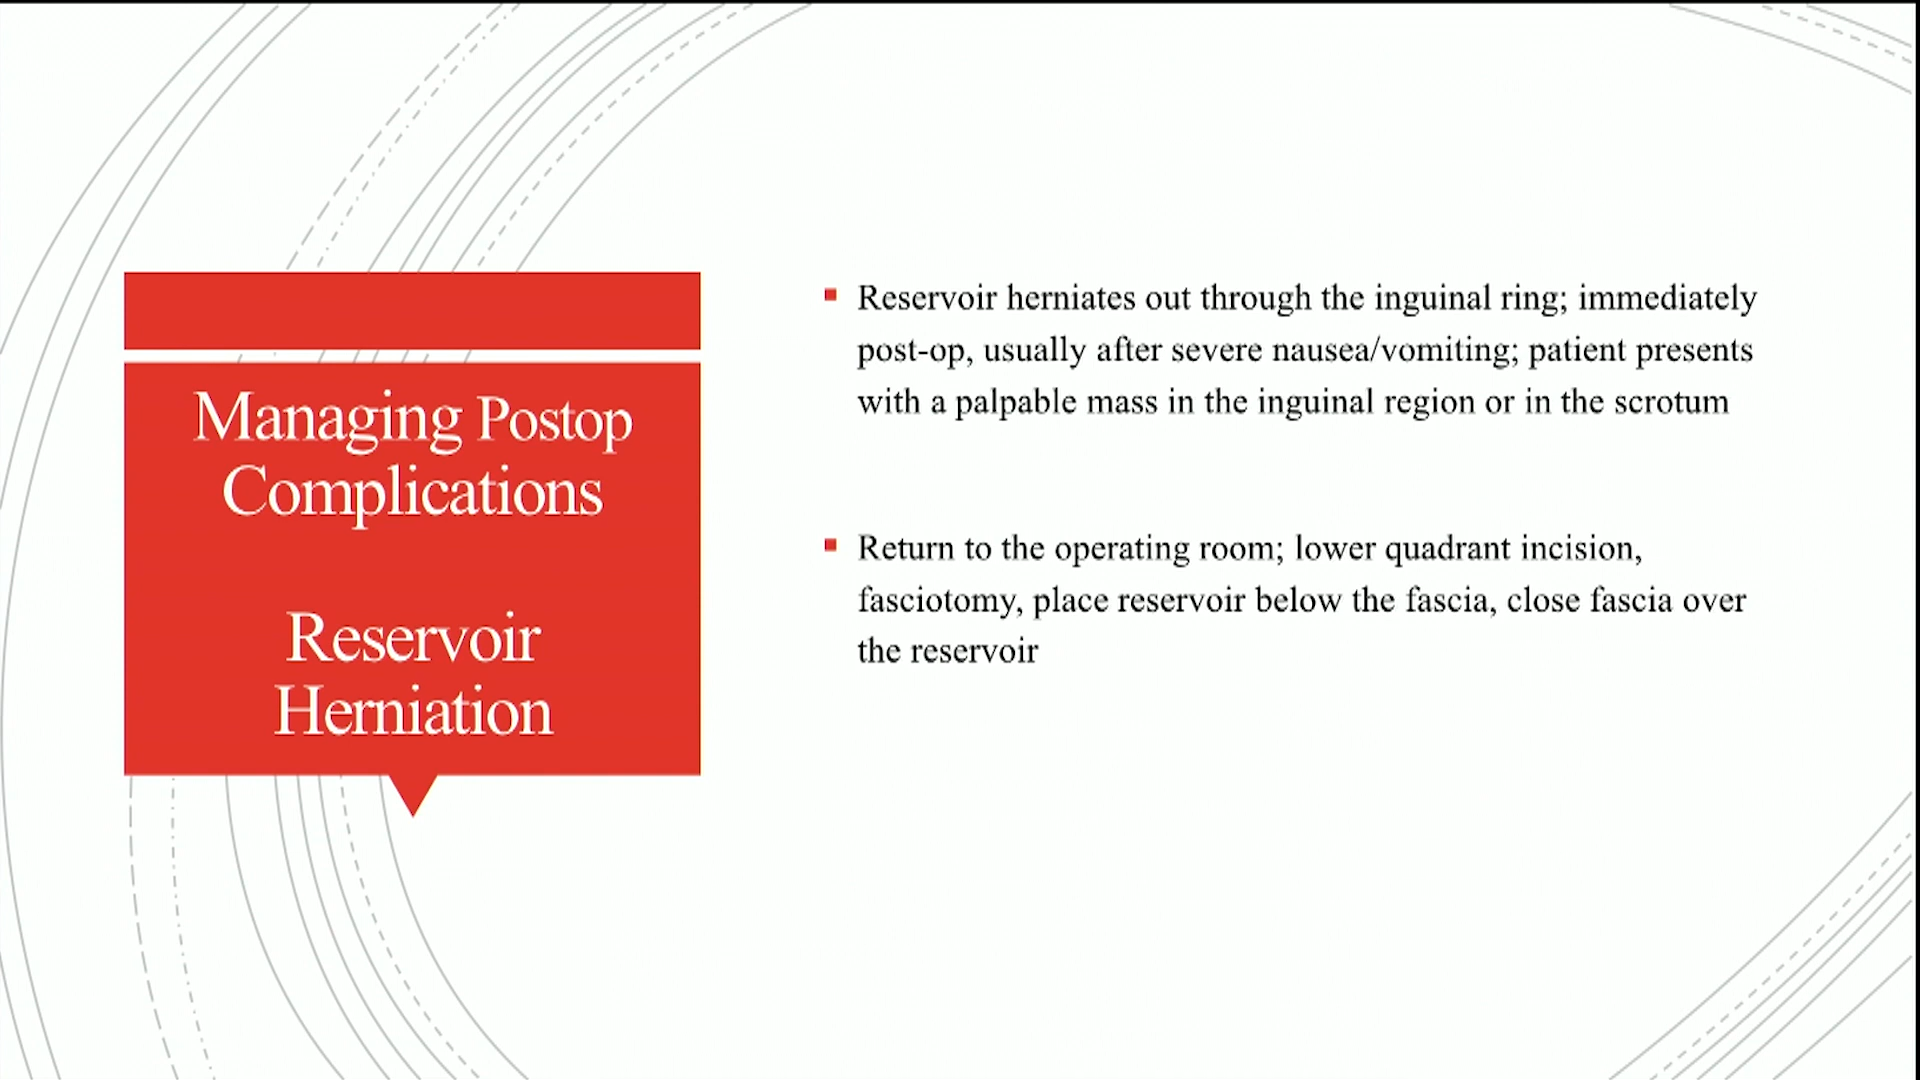 Managing Postop
Complications
Reservoir
Herniation
Reservoir herniates out through the inguinal ring; immediately
post-op, usually after severe nausea/vomiting; patient presents
with a palpable mass in the inguinal region or in the scrotum
Return to the operating room; lower quadrant incision,
fasciotomy, place reservoir below the fascia, close fascia over
the reservoir